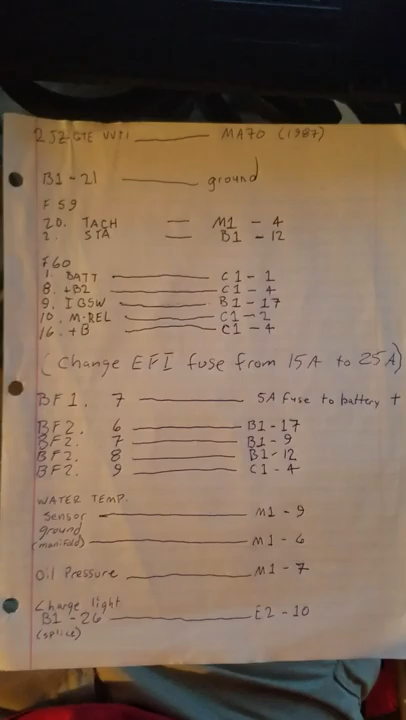 2JZ-GTE VVTI — MA70 (1987)
B1-21 — ground
F59
20. TACH — M1-4
2. STA — B1-12
F60
1. BATT — C1-1
8. +B2 — C1-4
9. IGSW — B1-17
10. M-REL — C1-2
16. +B — C1-4
(Change EFI fuse from 15A to 25A)
BF1. 7 — 5A Fuse to battery +
BF2. 6 — B1-17
BF2. 7 — B1-9
BF2. 8 — B1-12
BF2. 9 — C1-4
WATER TEMP.
Sensor — M1-9
ground
(manifold) — M1-6
Oil Pressure — M1-7
Charge light
B1-26 — E2-10
(splice)